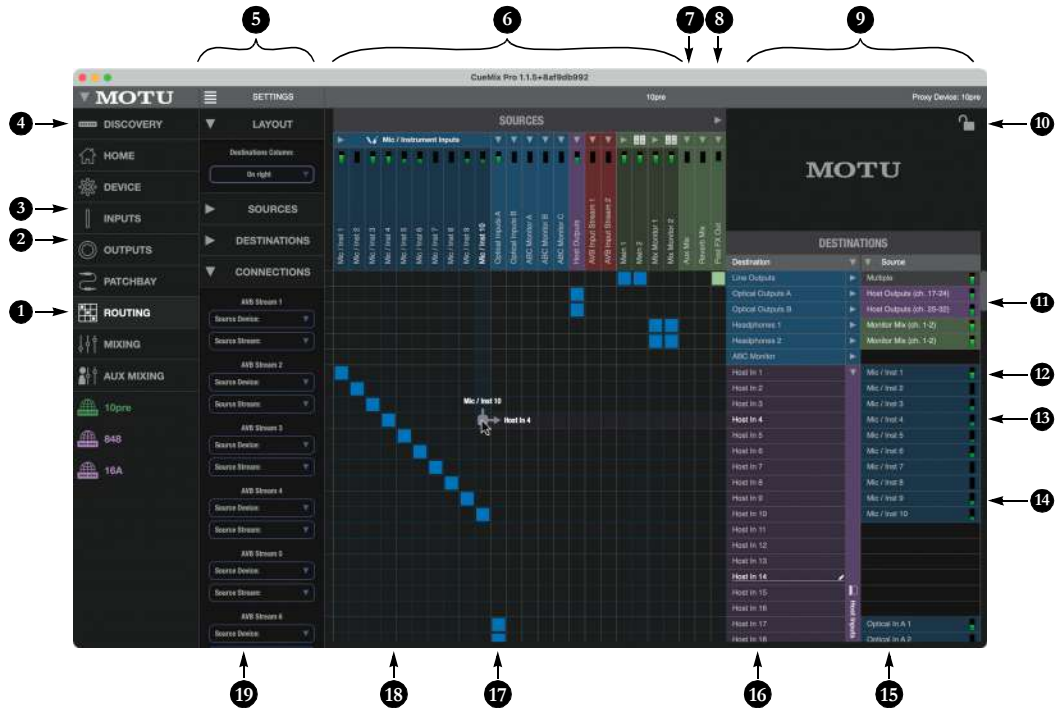 5
6
7
8
9
CueMix Pro 1.1.5+8af9db992
MOTU
SETTINGS
10pre
Proxy Device: 10pre
4
DISCOVERY
HOME
DEVICE
3
INPUTS
2
OUTPUTS
PATCHBAY
1
ROUTING
MIXING
AUX MIXING
10pre
848
16A
LAYOUT
Destinations Column:
On right
SOURCES
DESTINATIONS
CONNECTIONS
AVB Stream 1
Source Device:
Source Stream:
AVB Stream 2
Source Device:
Source Stream:
AVB Stream 3
Source Device:
Source Stream:
AVB Stream 4
Source Device:
Source Stream:
AVB Stream 5
Source Device:
Source Stream:
AVB Stream 6
Source Device:
SOURCES
Mic / Instrument Inputs
Mic / Inst 1
Mic / Inst 2
Mic / Inst 3
Mic / Inst 4
Mic / Inst 5
Mic / Inst 6
Mic / Inst 7
Mic / Inst 8
Mic / Inst 9
Mic / Inst 10
Optical Inputs A
Optical Inputs B
ABC Monitor A
ABC Monitor B
ABC Monitor C
Host Outputs
AVB Input Stream 1
AVB Input Stream 2
Main 1
Main 2
Mix Monitor 1
Mix Monitor 2
Aux Mix
Reverb Mix
Post FX Out
Mic / Inst 10
Host In 4
10
MOTU
DESTINATIONS
Destination
Source
Line Outputs
Multiple
Optical Outputs A
Host Outputs (ch. 17-24)
11
Optical Outputs B
Host Outputs (ch. 25-32)
Headphones 1
Monitor Mix (ch. 1-2)
Headphones 2
Monitor Mix (ch. 1-2)
ABC Monitor
Host In 1
Mic / Inst 1
12
Host In 2
Mic / Inst 2
Host In 3
Mic / Inst 3
Host In 4
Mic / Inst 4
13
Host In 5
Mic / Inst 5
Host In 6
Mic / Inst 6
Host In 7
Mic / Inst 7
Host In 8
Mic / Inst 8
Host In 9
Mic / Inst 9
14
Host In 10
Mic / Inst 10
Host In 11
Host In 12
Host In 13
Host In 14
Host In 15
Host In 16
Host In 17
Optical In A 1
Host In 18
Optical In A 2
Host Inputs
19
18
17
16
15